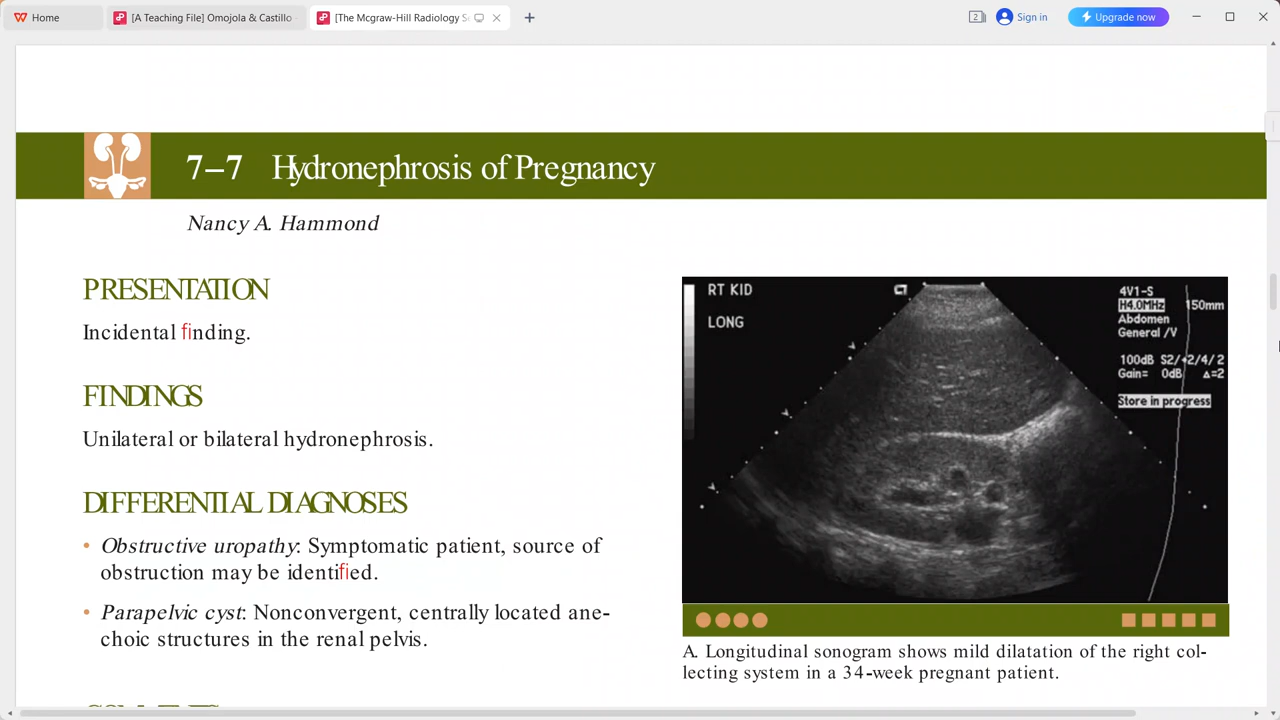 Home
[A Teaching File] Omojola & Castillo
[The Mcgraw-Hill Radiology S
2
Sign in
Upgrade now
7–7 Hydronephrosis of Pregnancy
Nancy A. Hammond
PRESENTATION
Incidental finding.
FINDINGS
Unilateral or bilateral hydronephrosis.
DIFFERENTIAL DIAGNOSES
• Obstructive uropathy: Symptomatic patient, source of
obstruction may be identified.
• Parapelvic cyst: Nonconvergent, centrally located ane-
choic structures in the renal pelvis.
RT KID
LONG
4V1-S
H4.0MHz 150mm
Abdomen
General /V
100dB S2/+2/4/2
Gain= 0dB Δ=2
Store in progress
A. Longitudinal sonogram shows mild dilatation of the right col-
lecting system in a 34-week pregnant patient.